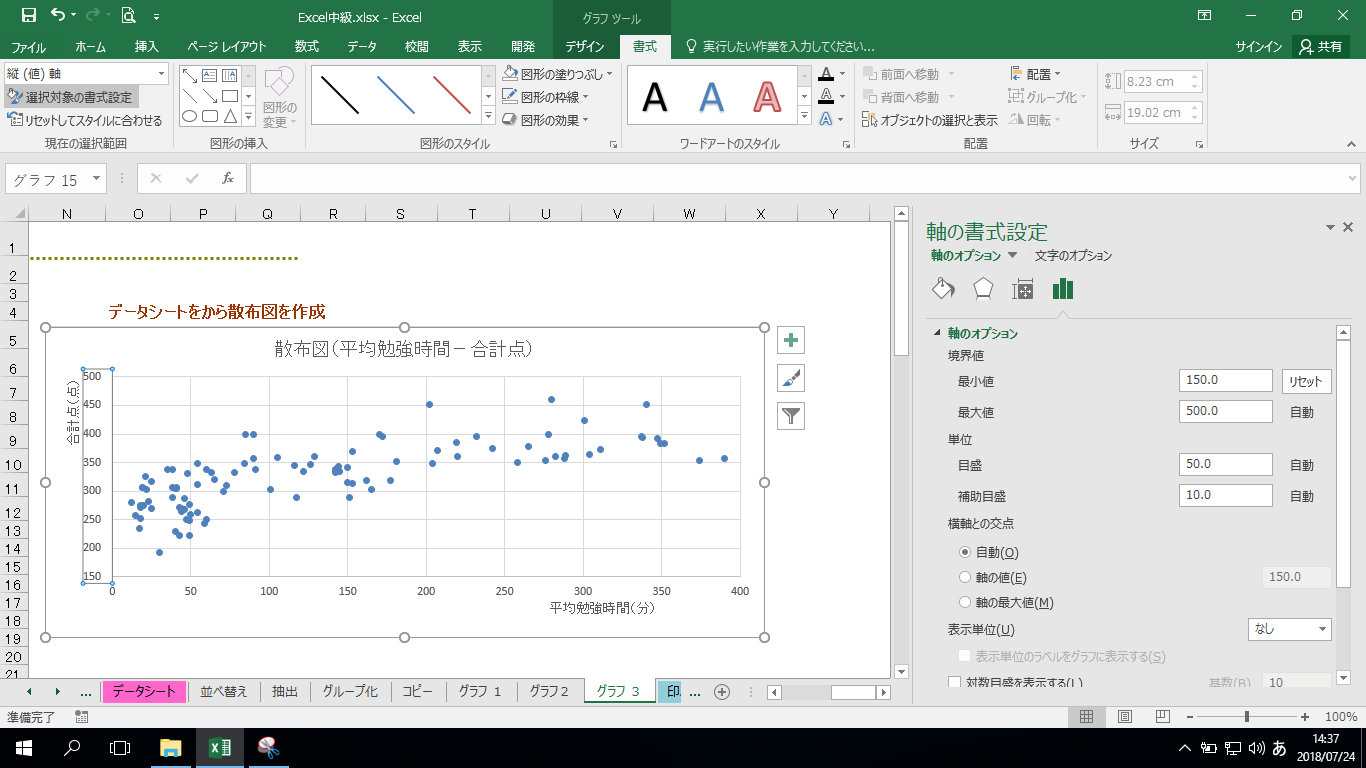 Excel中級.xlsx - Excel
グラフ ツール
ファイル ホーム 挿入 ページ レイアウト 数式 データ 校閲 表示 開発 デザイン 書式 実行したい作業を入力してください... サインイン 共有
縦 (値) 軸
選択対象の書式設定
リセットしてスタイルに合わせる
現在の選択範囲
図形の変更
図形の挿入
図形の塗りつぶし
図形の枠線
図形の効果
図形のスタイル
A A A
ワードアートのスタイル
前面へ移動
背面へ移動
オブジェクトの選択と表示
配置
グループ化
回転
配置
8.23 cm
19.02 cm
サイズ
グラフ 15
fx
N O P Q R S T U V W X Y
1
2
3
4
5
6
7
8
9
10
11
12
13
14
15
16
17
18
19
20
21
データシートをから散布図を作成
散布図(平均勉強時間－合計点)
合計点(点)
500
450
400
350
300
250
200
150
0 50 100 150 200 250 300 350 400
平均勉強時間(分)
軸の書式設定
軸のオプション 文字のオプション
軸のオプション
境界値
最小値 150.0 リセット
最大値 500.0 自動
単位
目盛 50.0 自動
補助目盛 10.0 自動
横軸との交点
自動(O)
軸の値(E) 150.0
軸の最大値(M)
表示単位(U) なし
表示単位のラベルをグラフに表示する(S)
対数目盛を表示する(L) 基数(B) 10
... データシート 並べ替え 抽出 グループ化 コピー グラフ 1 グラフ2 グラフ 3 印 ...
準備完了
100%
あ
14:37
2018/07/24